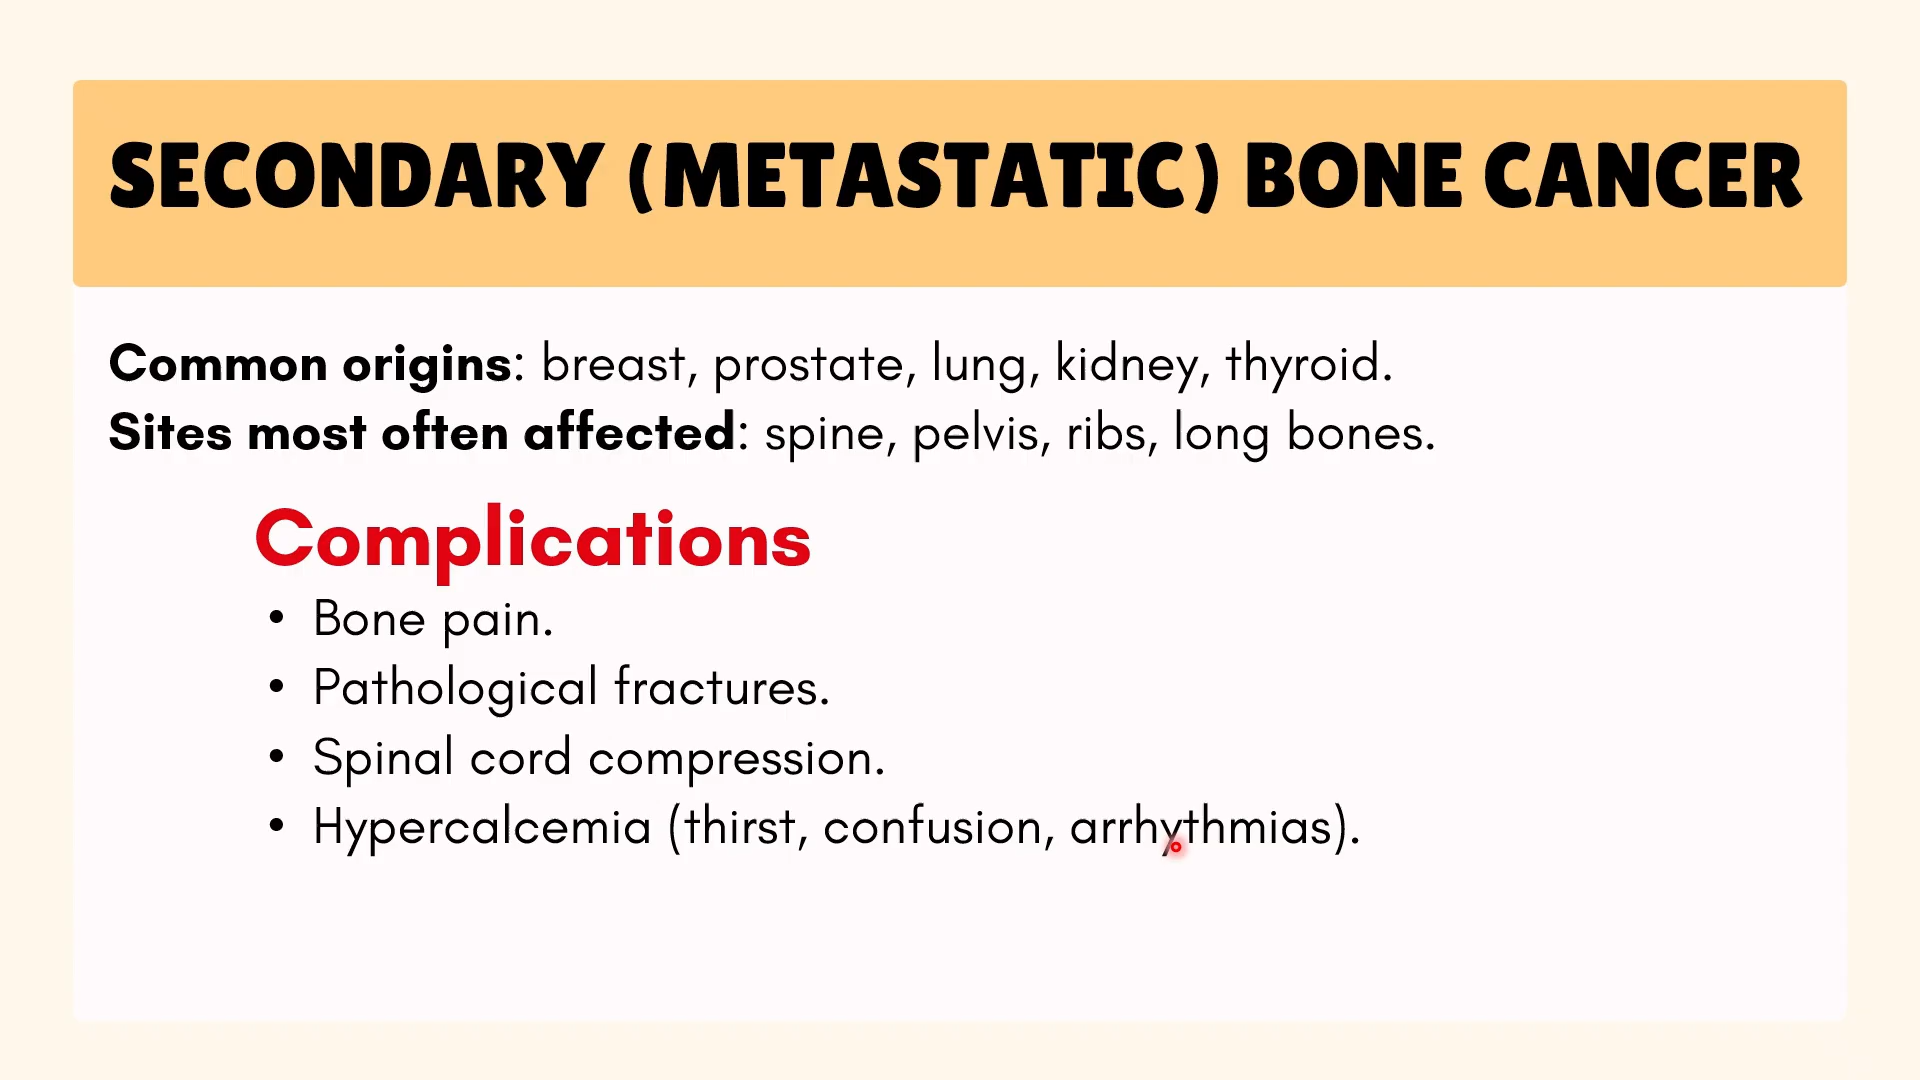 SECONDARY (METASTATIC) BONE CANCER
Common origins: breast, prostate, lung, kidney, thyroid.
Sites most often affected: spine, pelvis, ribs, long bones.
Complications
• Bone pain.
• Pathological fractures.
• Spinal cord compression.
• Hypercalcemia (thirst, confusion, arrhythmias).